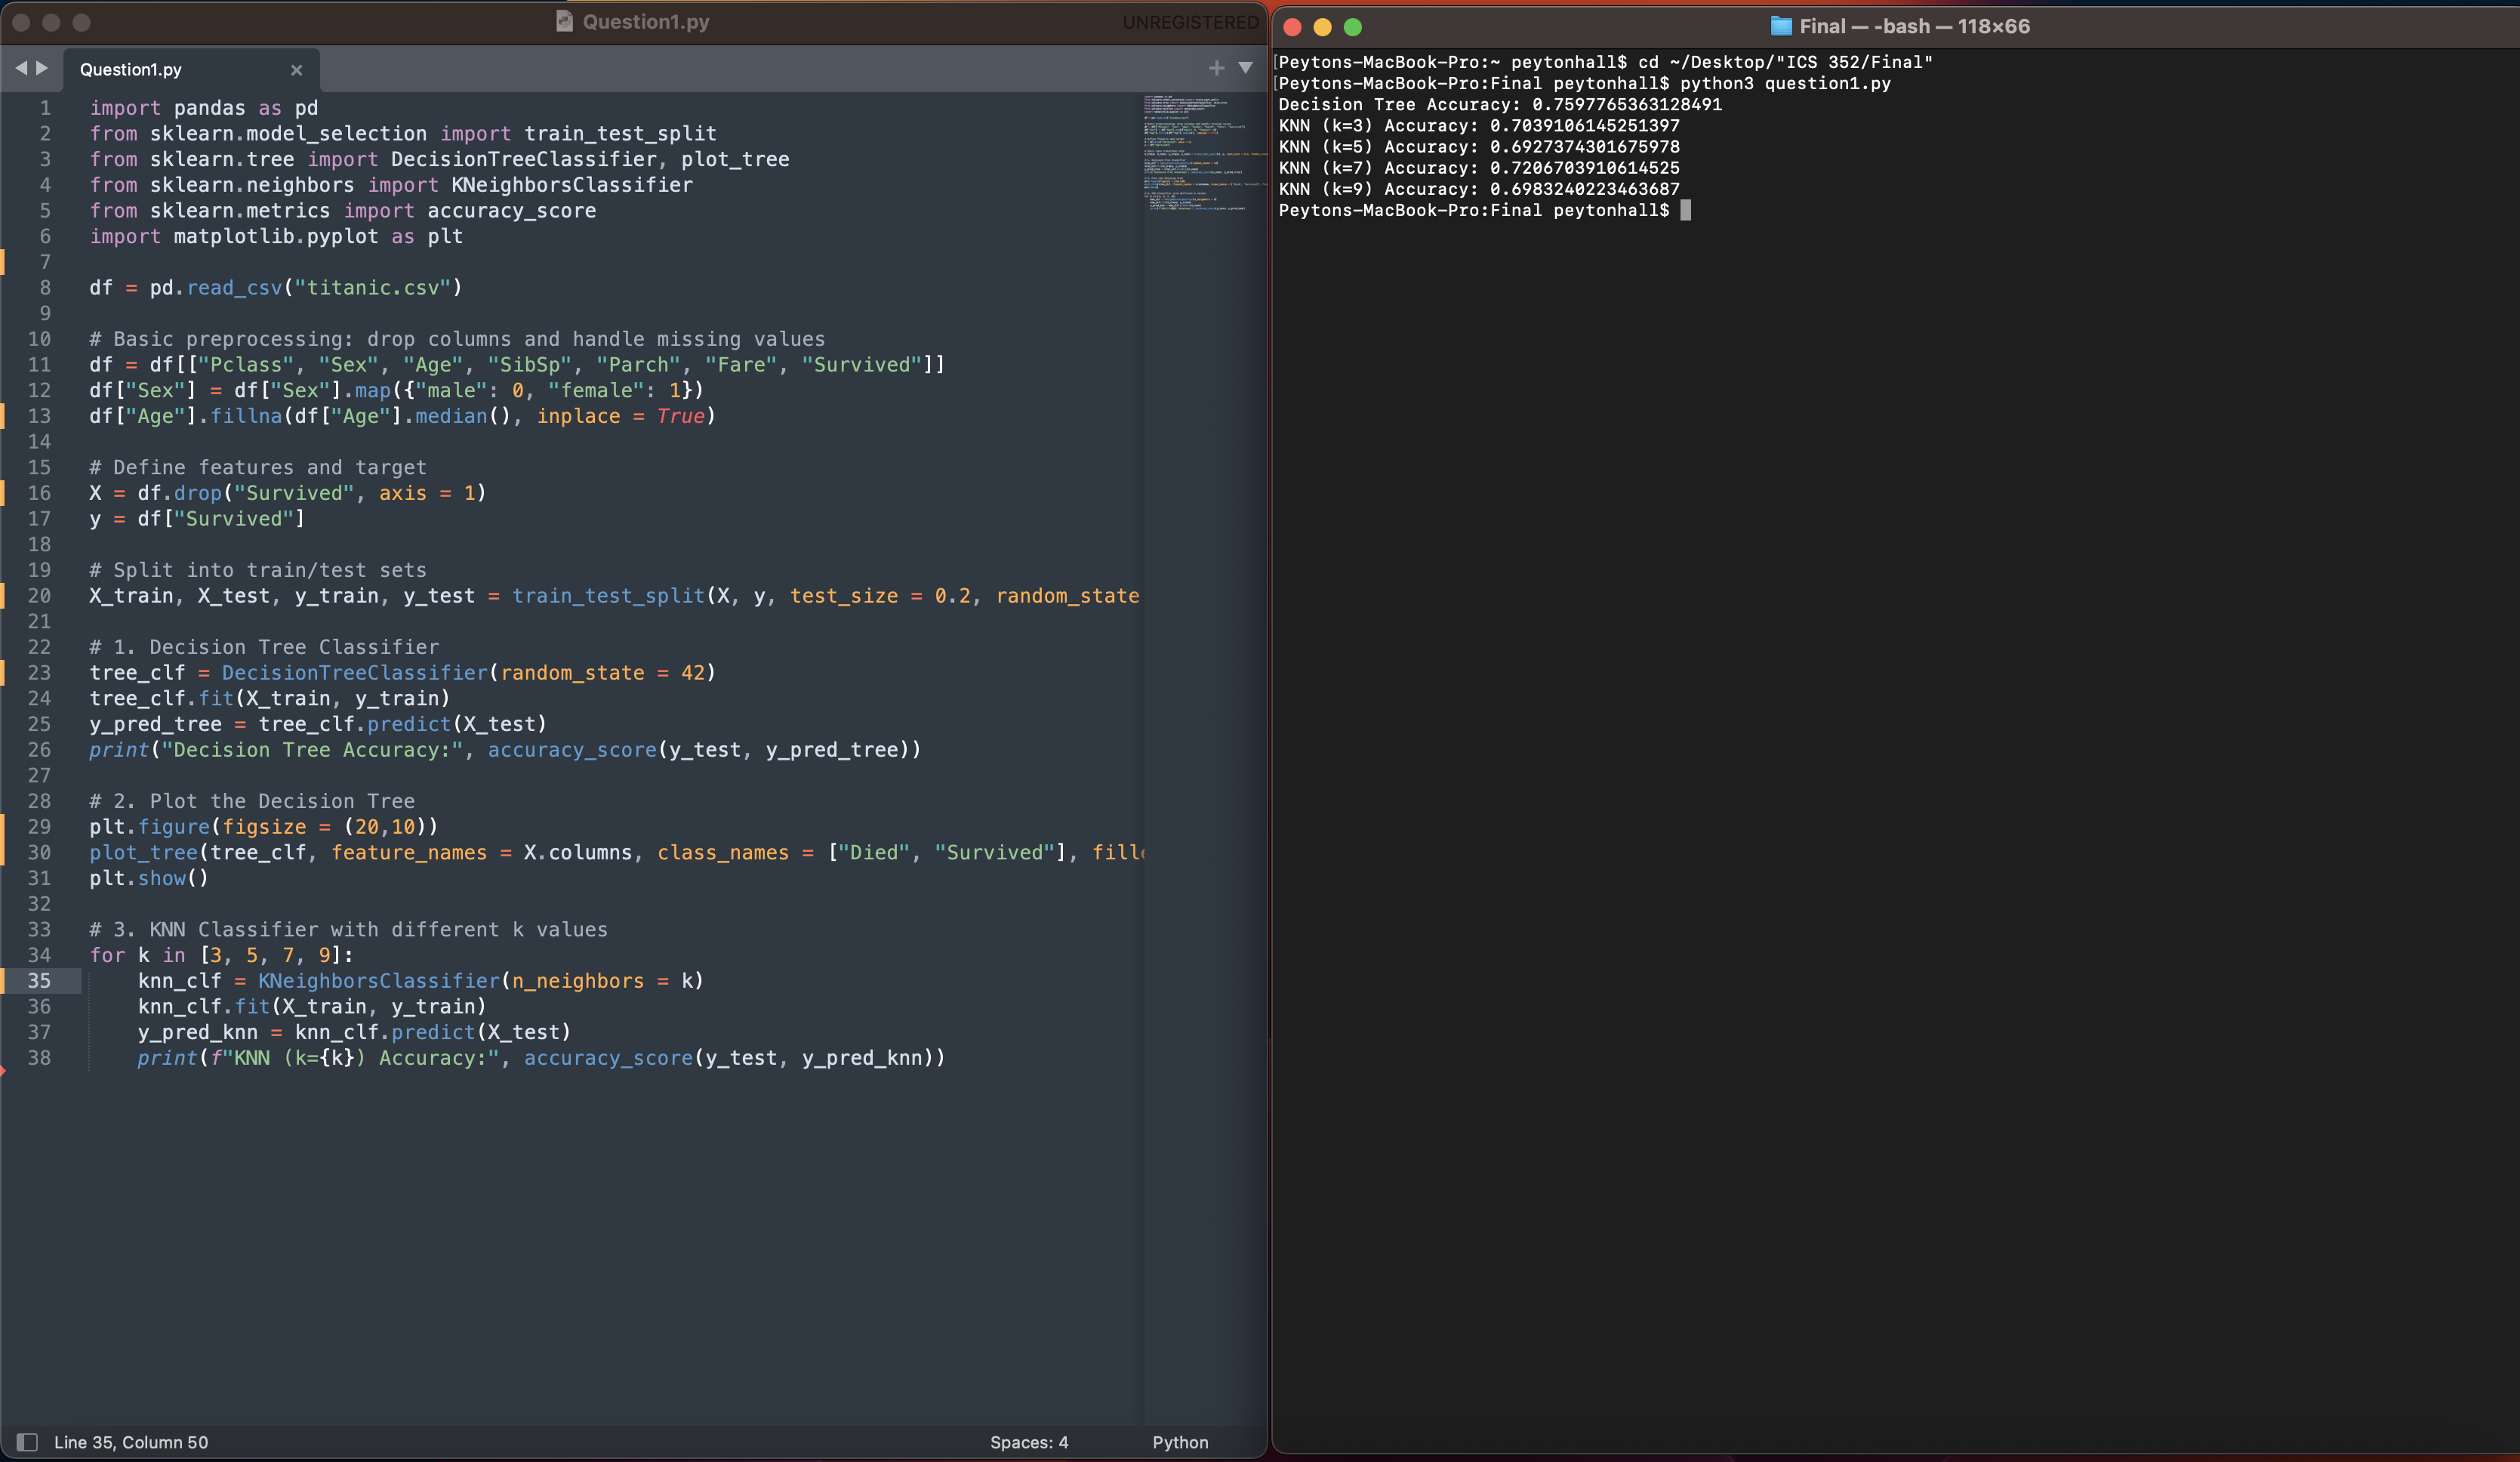 Question1.py
UNREGISTERED
Question1.py
1 import pandas as pd
2 from sklearn.model_selection import train_test_split
3 from sklearn.tree import DecisionTreeClassifier, plot_tree
4 from sklearn.neighbors import KNeighborsClassifier
5 from sklearn.metrics import accuracy_score
6 import matplotlib.pyplot as plt
7
8 df = pd.read_csv("titanic.csv")
9
10 # Basic preprocessing: drop columns and handle missing values
11 df = df[["Pclass", "Sex", "Age", "SibSp", "Parch", "Fare", "Survived"]]
12 df["Sex"] = df["Sex"].map({"male": 0, "female": 1})
13 df["Age"].fillna(df["Age"].median(), inplace = True)
14
15 # Define features and target
16 X = df.drop("Survived", axis = 1)
17 y = df["Survived"]
18
19 # Split into train/test sets
20 X_train, X_test, y_train, y_test = train_test_split(X, y, test_size = 0.2, random_state
21
22 # 1. Decision Tree Classifier
23 tree_clf = DecisionTreeClassifier(random_state = 42)
24 tree_clf.fit(X_train, y_train)
25 y_pred_tree = tree_clf.predict(X_test)
26 print("Decision Tree Accuracy:", accuracy_score(y_test, y_pred_tree))
27
28 # 2. Plot the Decision Tree
29 plt.figure(figsize = (20,10))
30 plot_tree(tree_clf, feature_names = X.columns, class_names = ["Died", "Survived"], fille
31 plt.show()
32
33 # 3. KNN Classifier with different k values
34 for k in [3, 5, 7, 9]:
35 knn_clf = KNeighborsClassifier(n_neighbors = k)
36 knn_clf.fit(X_train, y_train)
37 y_pred_knn = knn_clf.predict(X_test)
38 print(f"KNN (k={k}) Accuracy:", accuracy_score(y_test, y_pred_knn))
Line 35, Column 50
Spaces: 4
Python
Final — -bash — 118×66
[Peytons-MacBook-Pro:~ peytonhall$ cd ~/Desktop/"ICS 352/Final"
[Peytons-MacBook-Pro:Final peytonhall$ python3 question1.py
Decision Tree Accuracy: 0.7597765363128491
KNN (k=3) Accuracy: 0.7039106145251397
KNN (k=5) Accuracy: 0.6927374301675978
KNN (k=7) Accuracy: 0.7206703910614525
KNN (k=9) Accuracy: 0.6983240223463687
Peytons-MacBook-Pro:Final peytonhall$